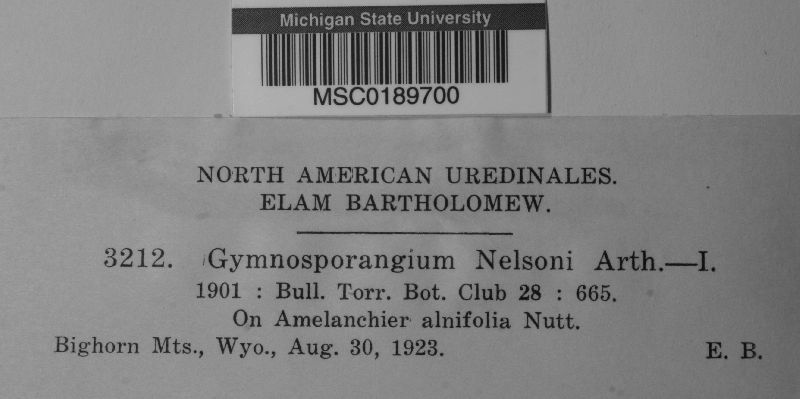 Michigan State University
MSC0189700
NORTH AMERICAN UREDINALES.
ELAM BARTHOLOMEW.
3212. Gymnosporangium Nelsoni Arth.—I.
1901 : Bull. Torr. Bot. Club 28 : 665.
On Amelanchier alnifolia Nutt.
Bighorn Mts., Wyo., Aug. 30, 1923. E. B.